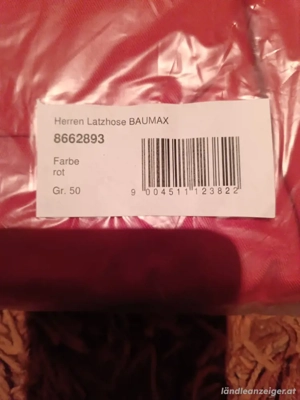 Herren Latzhose BAUMAX
8662893
Farbe
rot
Gr. 50
9 004511 123822
ländleanzeiger.at